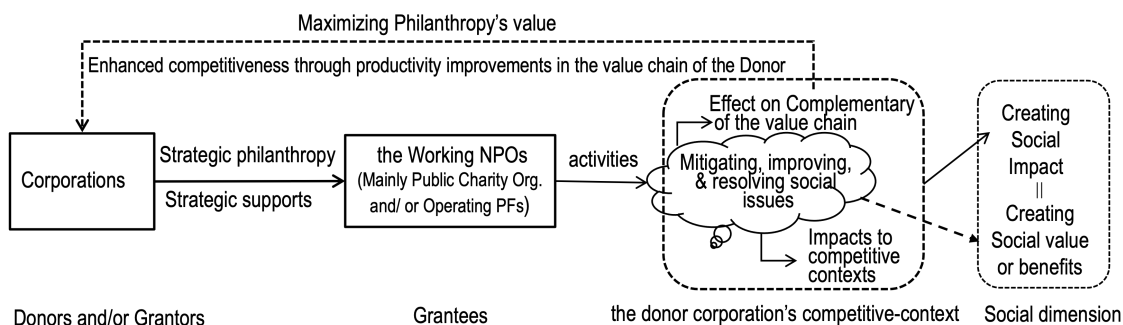 Maximizing Philanthropy's value
Enhanced competitiveness through productivity improvements in the value chain of the Donor
Corporations
Strategic philanthropy
Strategic supports
the Working NPOs
(Mainly Public Charity Org.
and/ or Operating PFs)
activities
Effect on Complementary
of the value chain
Mitigating, improving,
& resolving social
issues
Impacts to
competitive
contexts
Creating
Social
Impact
||
Creating
Social value
or benefits
Donors and/or Grantors
Grantees
the donor corporation's competitive-context
Social dimension